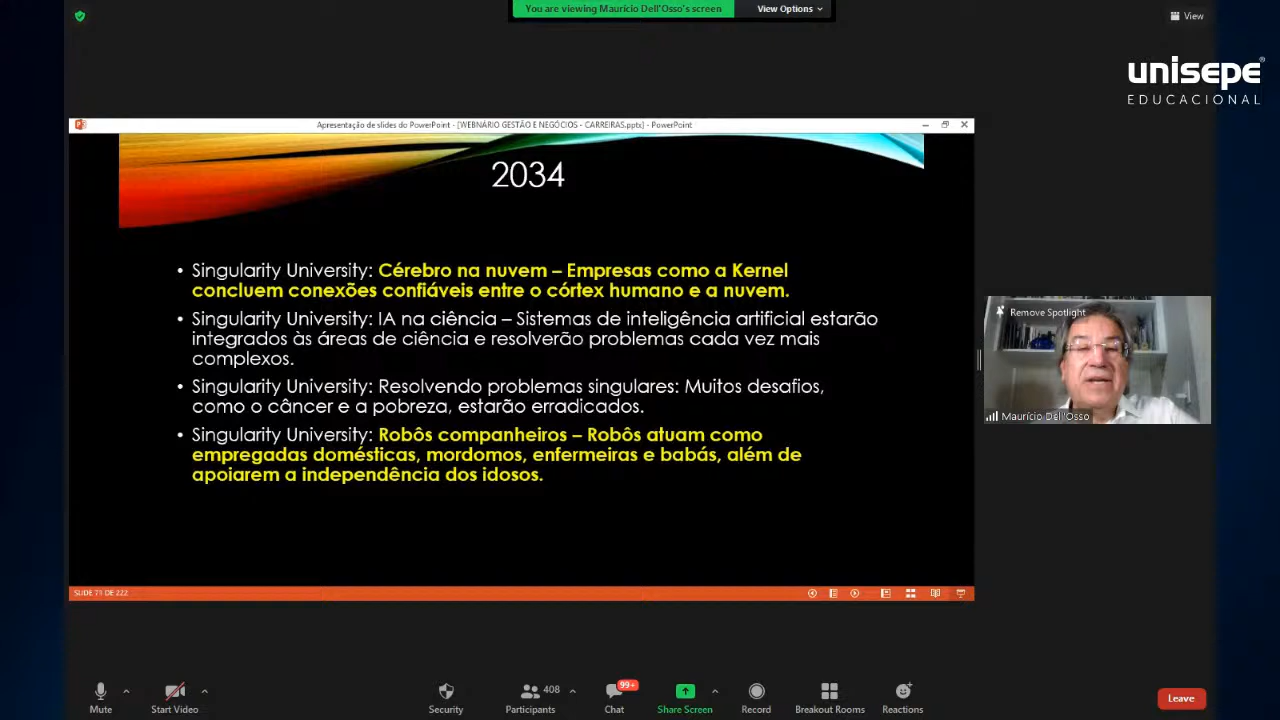 You are viewing Maurício Dell'Osso's screen
View Options
View
unisepe
EDUCACIONAL
Apresentação de slides do PowerPoint - [WEBNÁRIO GESTÃO E NEGÓCIOS - CARREIRAS.pptx] - PowerPoint
2034
• Singularity University: Cérebro na nuvem – Empresas como a Kernel
concluem conexões confiáveis entre o córtex humano e a nuvem.
• Singularity University: IA na ciência – Sistemas de inteligência artificial estarão
integrados às áreas de ciência e resolverão problemas cada vez mais
complexos.
• Singularity University: Resolvendo problemas singulares: Muitos desafios,
como o câncer e a pobreza, estarão erradicados.
• Singularity University: Robôs companheiros – Robôs atuam como
empregadas domésticas, mordomos, enfermeiras e babás, além de
apoiarem a independência dos idosos.
Remove Spotlight
Maurício Dell'Osso
SLIDE 71 DE 222
Mute
Start Video
Security
Participants
408
Chat
99+
Share Screen
Record
Breakout Rooms
Reactions
Leave